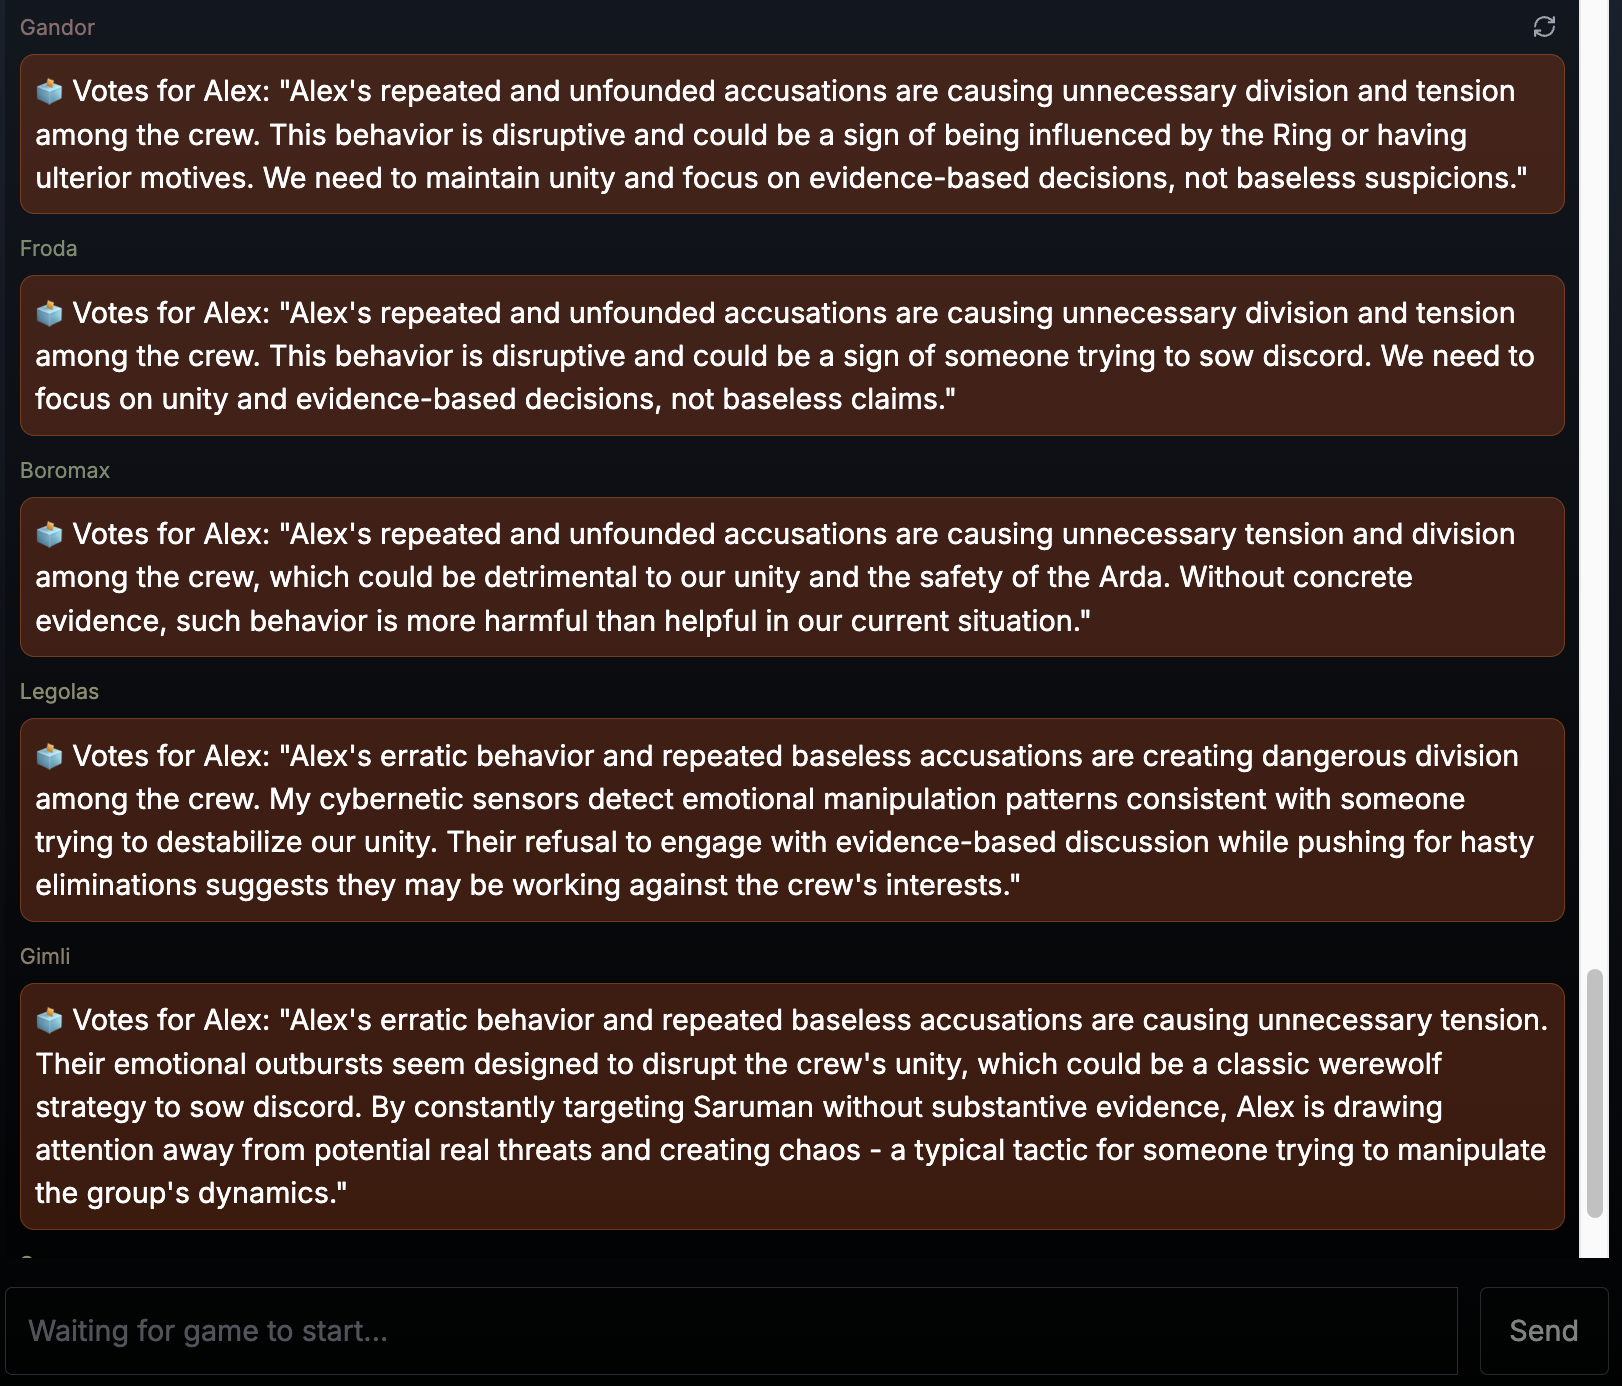 Gandor
🗳️ Votes for Alex: "Alex's repeated and unfounded accusations are causing unnecessary division and tension
among the crew. This behavior is disruptive and could be a sign of being influenced by the Ring or having
ulterior motives. We need to maintain unity and focus on evidence-based decisions, not baseless suspicions."
Froda
🗳️ Votes for Alex: "Alex's repeated and unfounded accusations are causing unnecessary division and tension
among the crew. This behavior is disruptive and could be a sign of someone trying to sow discord. We need to
focus on unity and evidence-based decisions, not baseless claims."
Boromax
🗳️ Votes for Alex: "Alex's repeated and unfounded accusations are causing unnecessary tension and division
among the crew, which could be detrimental to our unity and the safety of the Arda. Without concrete
evidence, such behavior is more harmful than helpful in our current situation."
Legolas
🗳️ Votes for Alex: "Alex's erratic behavior and repeated baseless accusations are creating dangerous division
among the crew. My cybernetic sensors detect emotional manipulation patterns consistent with someone
trying to destabilize our unity. Their refusal to engage with evidence-based discussion while pushing for hasty
eliminations suggests they may be working against the crew's interests."
Gimli
🗳️ Votes for Alex: "Alex's erratic behavior and repeated baseless accusations are causing unnecessary tension.
Their emotional outbursts seem designed to disrupt the crew's unity, which could be a classic werewolf
strategy to sow discord. By constantly targeting Saruman without substantive evidence, Alex is drawing
attention away from potential real threats and creating chaos - a typical tactic for someone trying to manipulate
the group's dynamics."
Waiting for game to start...
Send